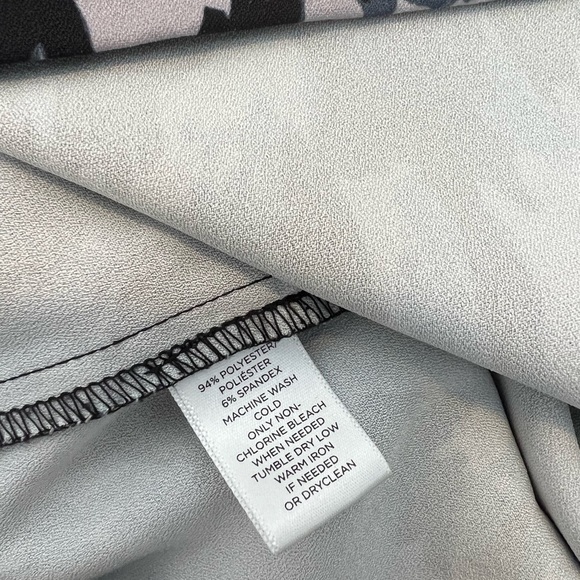 94% POLYESTER/
POLIÉSTER
6% SPANDEX
MACHINE WASH
COLD
ONLY NON-
CHLORINE BLEACH
WHEN NEEDED
TUMBLE DRY LOW
WARM IRON
IF NEEDED
OR DRYCLEAN